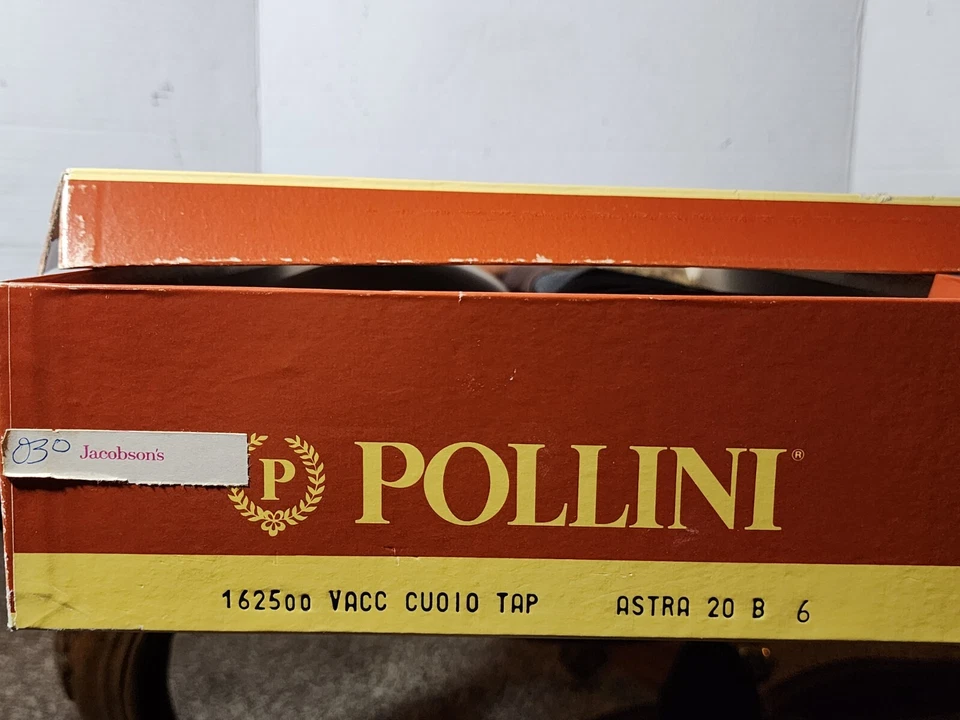 030 Jacobson's
P POLLINI®
162500 VACC CUOIO TAP ASTRA 20 B 6